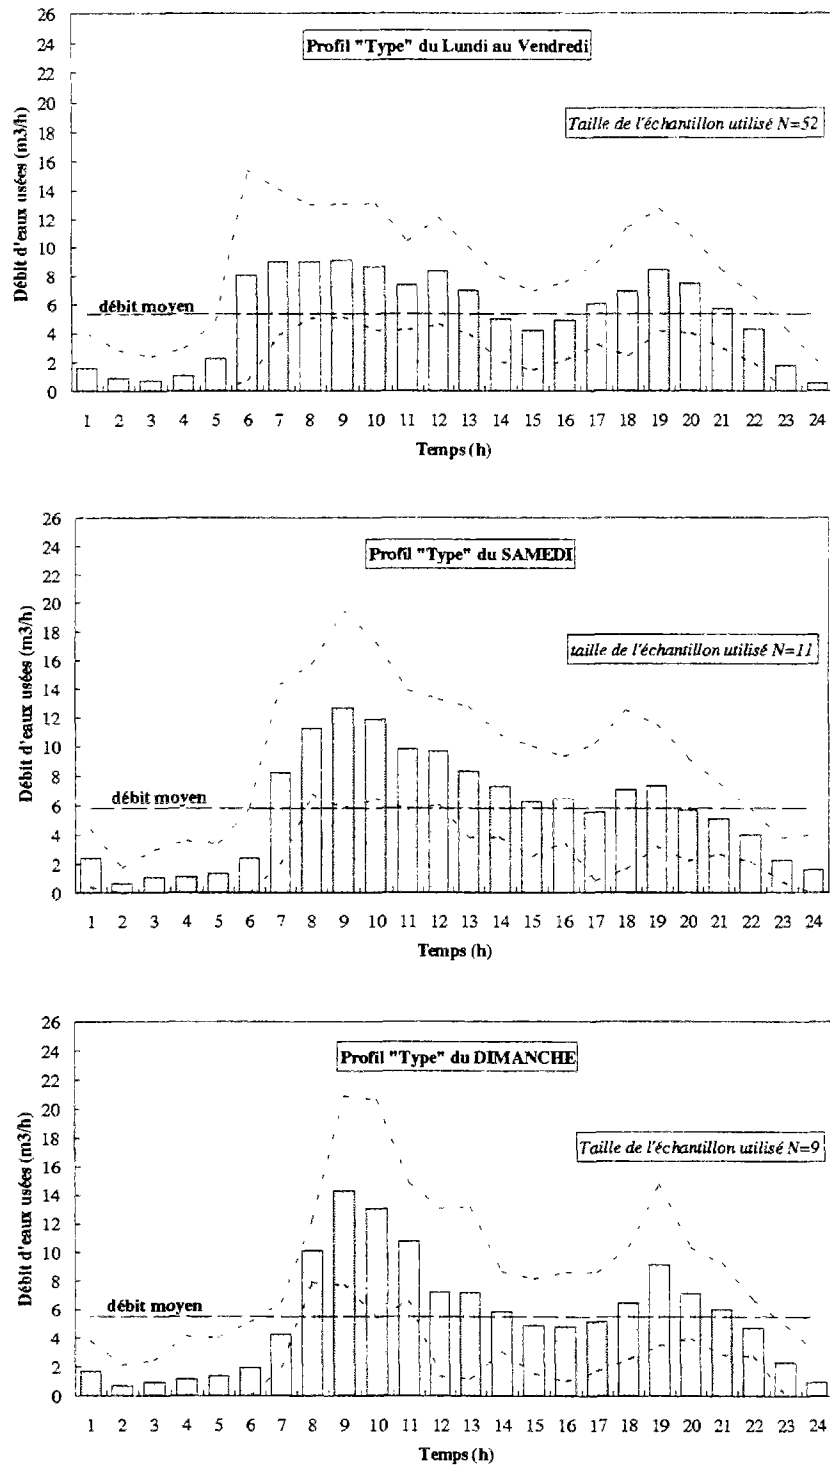 Profil "Type" du Lundi au Vendredi
Taille de l'échantillon utilisé N=52
Débit d'eaux usées (m3/h)
26
24
22
20
18
16
14
12
10
8
6
4
2
0
débit moyen
1 2 3 4 5 6 7 8 9 10 11 12 13 14 15 16 17 18 19 20 21 22 23 24
Temps (h)
Profil "Type" du SAMEDI
taille de l'échantillon utilisé N=11
Débit d'eaux usées (m3/h)
26
24
22
20
18
16
14
12
10
8
6
4
2
0
débit moyen
1 2 3 4 5 6 7 8 9 10 11 12 13 14 15 16 17 18 19 20 21 22 23 24
Temps (h)
Profil "Type" du DIMANCHE
Taille de l'échantillon utilisé N=9
Débit d'eaux usées (m3/h)
26
24
22
20
18
16
14
12
10
8
6
4
2
0
débit moyen
1 2 3 4 5 6 7 8 9 10 11 12 13 14 15 16 17 18 19 20 21 22 23 24
Temps (h)